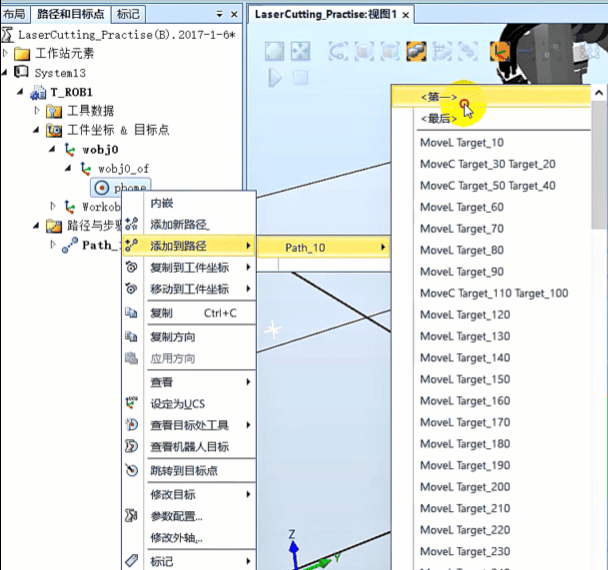 布局 路径和目标点 标记
LaserCutting_Practise:视图1
LaserCutting_Practise(B).2017-1-6*
工作站元素
System13
T_ROB1
工具数据
工件坐标 & 目标点
wobj0
wobj0_of
phome
Workob
路径与步骤
Path_
内嵌
添加新路径
添加到路径
复制到工件坐标
移动到工件坐标
复制 Ctrl+C
复制方向
应用方向
查看
设定为UCS
查看目标处工具
查看机器人目标
跳转到目标点
修改目标
参数配置...
修改外轴...
标记
Path_10
<第一>
<最后>
MoveL Target_10
MoveC Target_30 Target_20
MoveC Target_50 Target_40
MoveL Target_60
MoveL Target_70
MoveL Target_80
MoveL Target_90
MoveC Target_110 Target_100
MoveL Target_120
MoveL Target_130
MoveL Target_140
MoveL Target_150
MoveL Target_160
MoveL Target_170
MoveL Target_180
MoveL Target_190
MoveL Target_200
MoveL Target_210
MoveL Target_220
MoveL Target_230
Z
Y